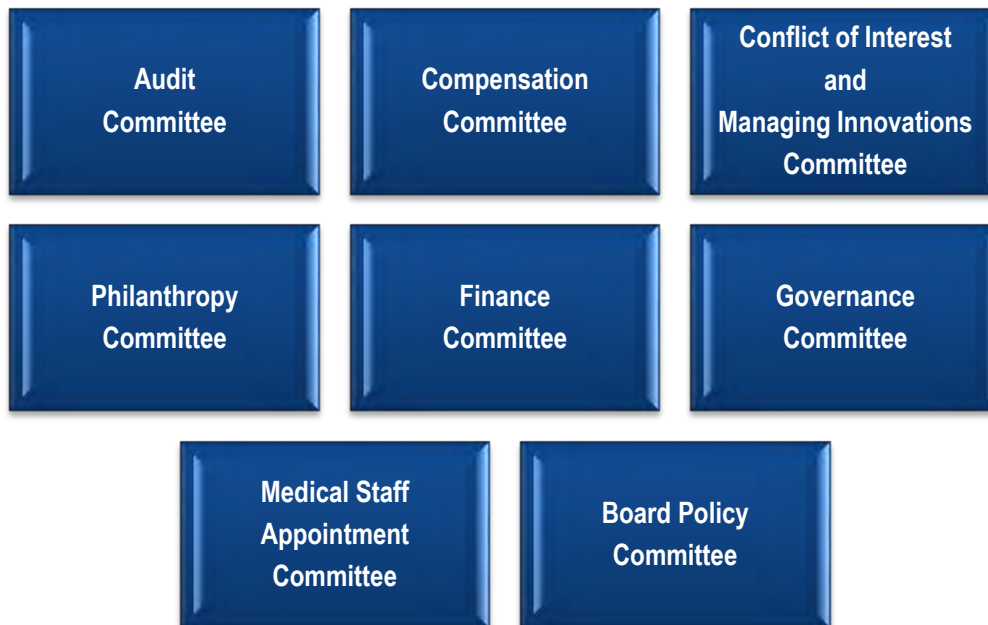 Audit
Committee
Compensation
Committee
Conflict of Interest
and
Managing Innovations
Committee
Philanthropy
Committee
Finance
Committee
Governance
Committee
Medical Staff
Appointment
Committee
Board Policy
Committee